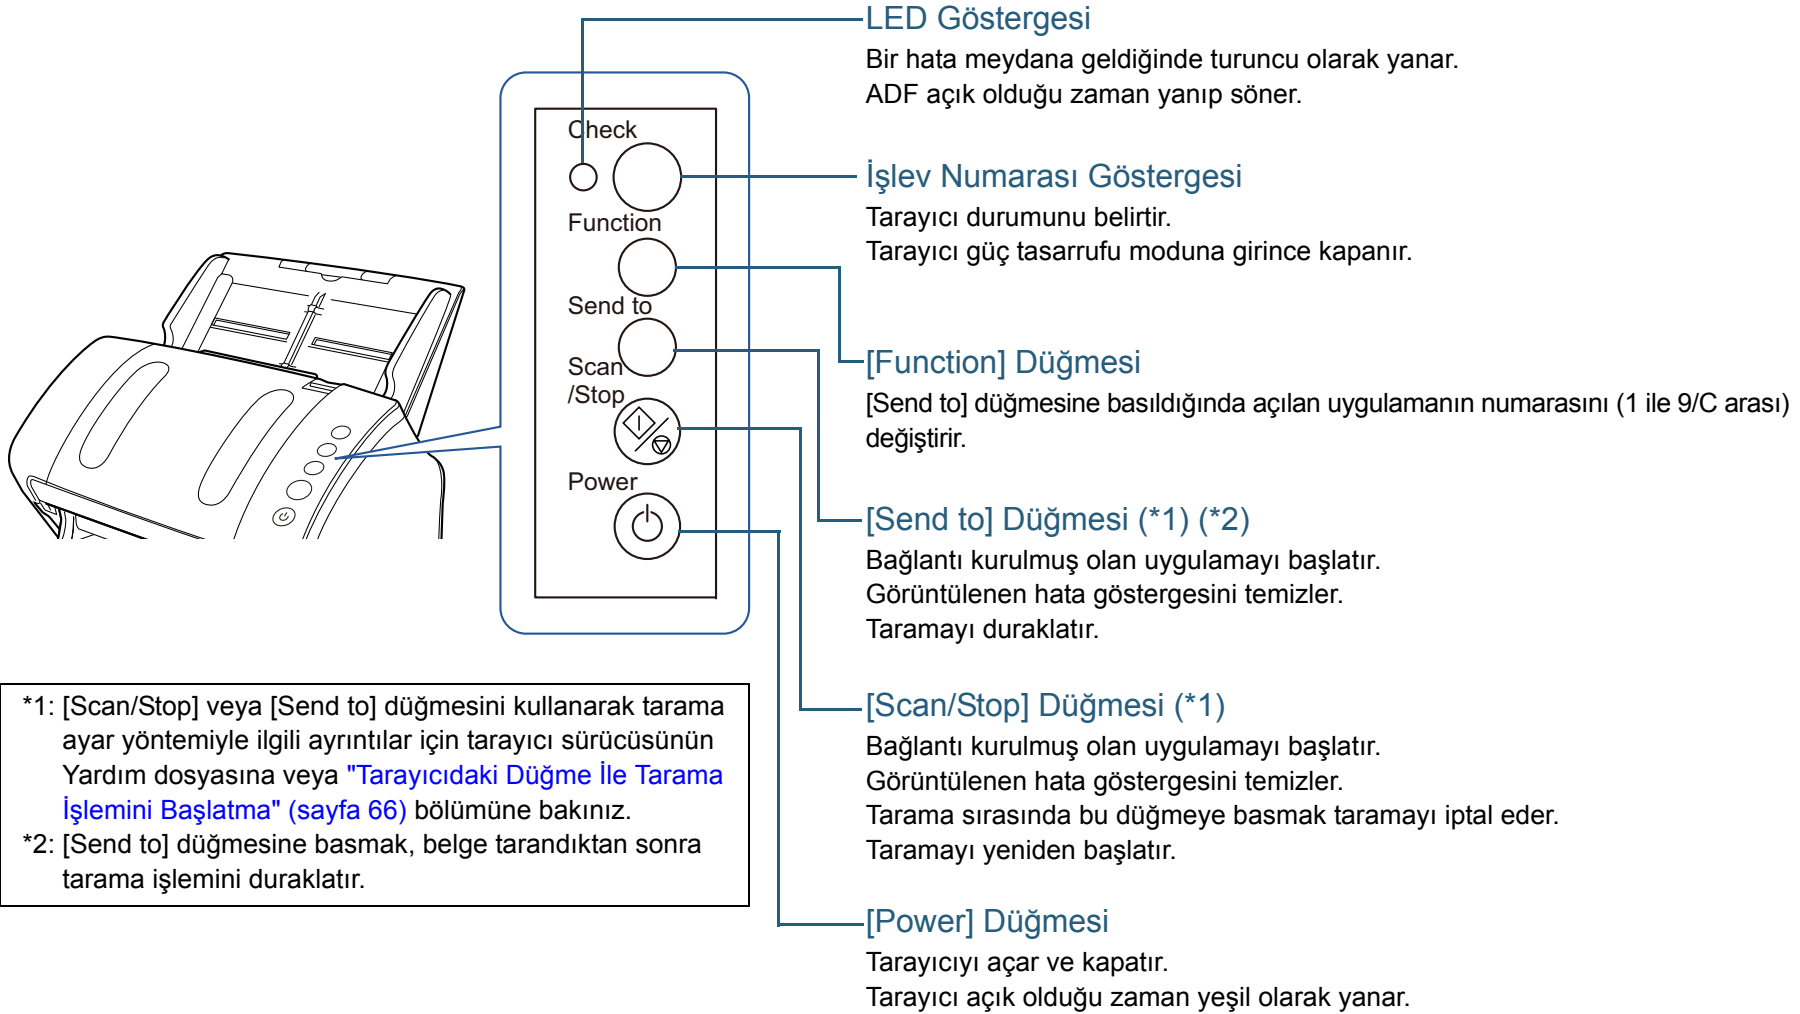 LED Göstergesi
Bir hata meydana geldiğinde turuncu olarak yanar.
ADF açık olduğu zaman yanıp söner.
Check
İşlev Numarası Göstergesi
Tarayıcı durumunu belirtir.
Tarayıcı güç tasarrufu moduna girince kapanır.
Function
Send to
Scan
/Stop
Power
[Function] Düğmesi
[Send to] düğmesine basıldığında açılan uygulamanın numarasını (1 ile 9/C arası)
değiştirir.
[Send to] Düğmesi (*1) (*2)
Bağlantı kurulmuş olan uygulamayı başlatır.
Görüntülenen hata göstergesini temizler.
Taramayı duraklatır.
[Scan/Stop] Düğmesi (*1)
Bağlantı kurulmuş olan uygulamayı başlatır.
Görüntülenen hata göstergesini temizler.
Tarama sırasında bu düğmeye basmak taramayı iptal eder.
Taramayı yeniden başlatır.
[Power] Düğmesi
Tarayıcıyı açar ve kapatır.
Tarayıcı açık olduğu zaman yeşil olarak yanar.
*1: [Scan/Stop] veya [Send to] düğmesini kullanarak tarama
ayar yöntemiyle ilgili ayrıntılar için tarayıcı sürücüsünün
Yardım dosyasına veya "Tarayıcıdaki Düğme İle Tarama
İşlemini Başlatma" (sayfa 66) bölümüne bakınız.
*2: [Send to] düğmesine basmak, belge tarandıktan sonra
tarama işlemini duraklatır.